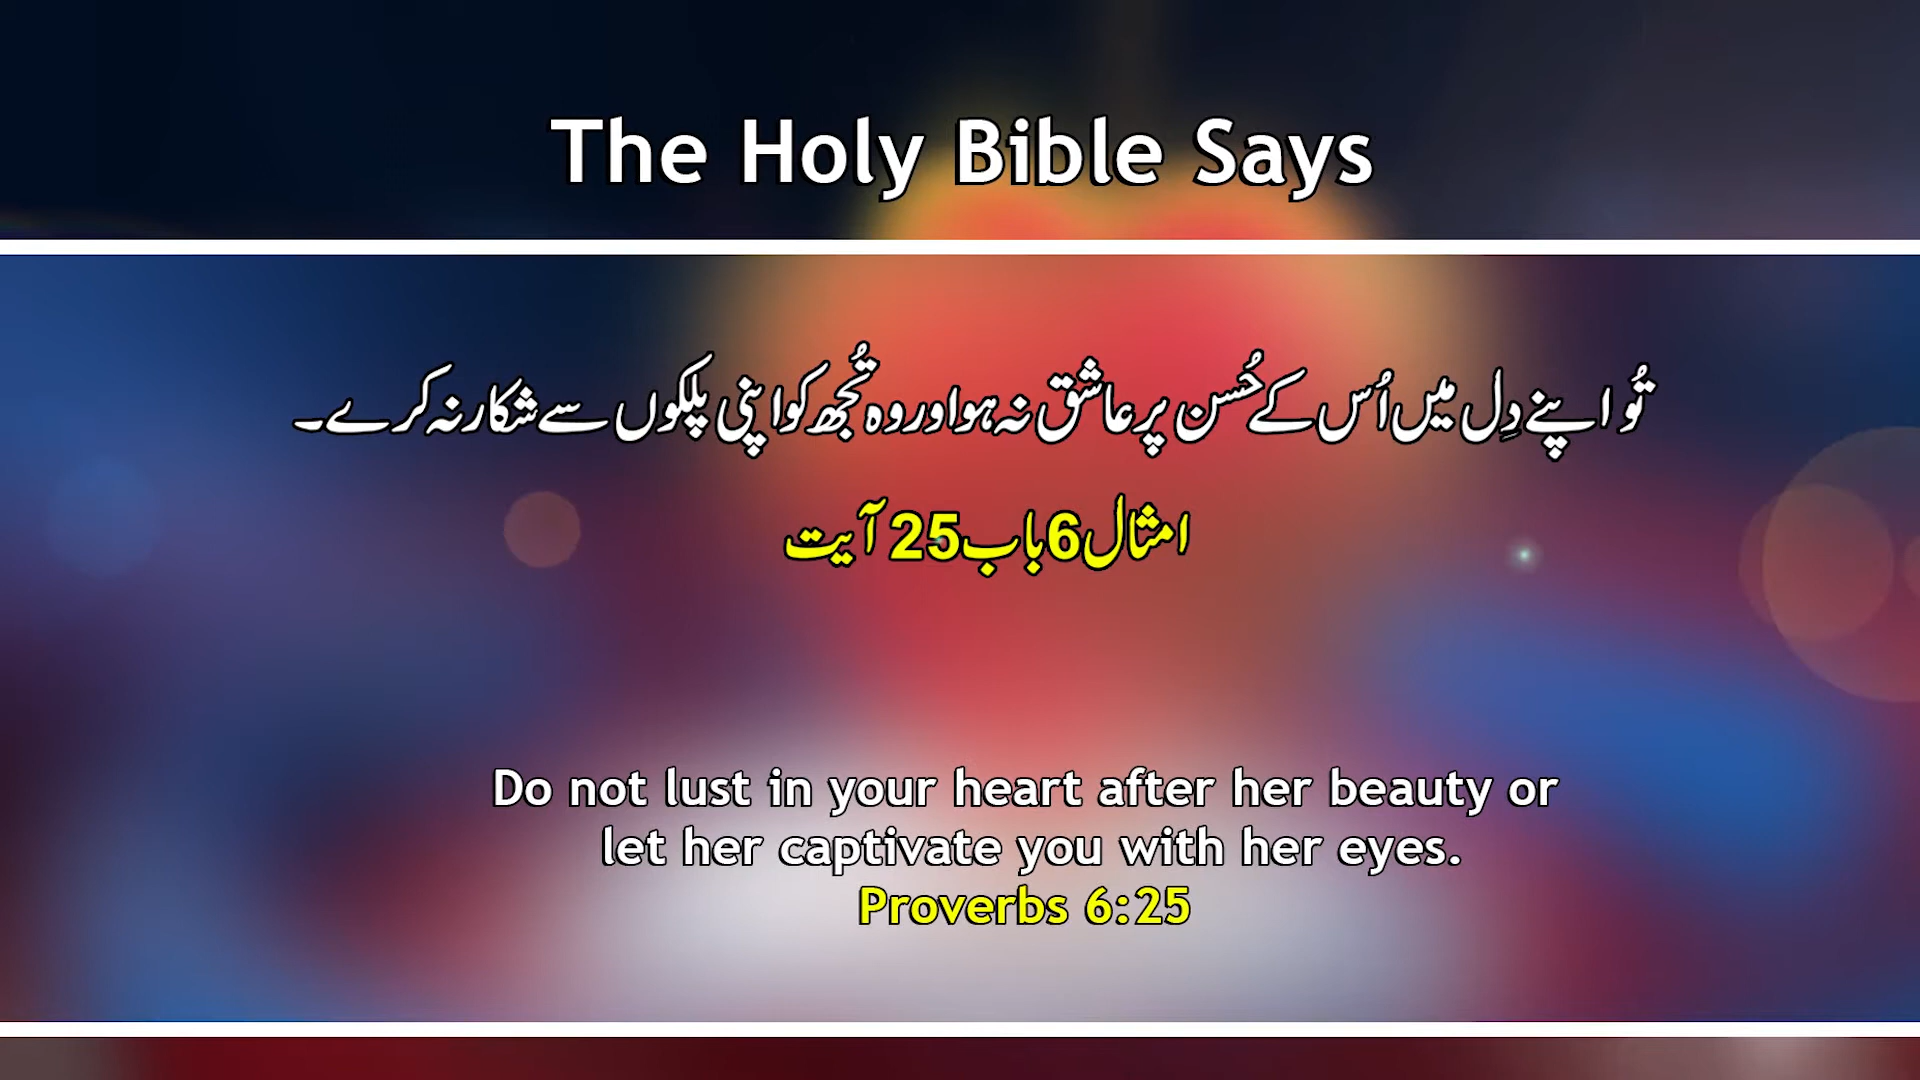 The Holy Bible Says
تُو اپنے دِل میں اُس کے حُسن پر عاشق نہ ہو اور وہ تُجھ کو اپنی پلکوں سے شکار نہ کرے۔
امثال 6 باب 25 آیت
Do not lust in your heart after her beauty or
let her captivate you with her eyes.
Proverbs 6:25